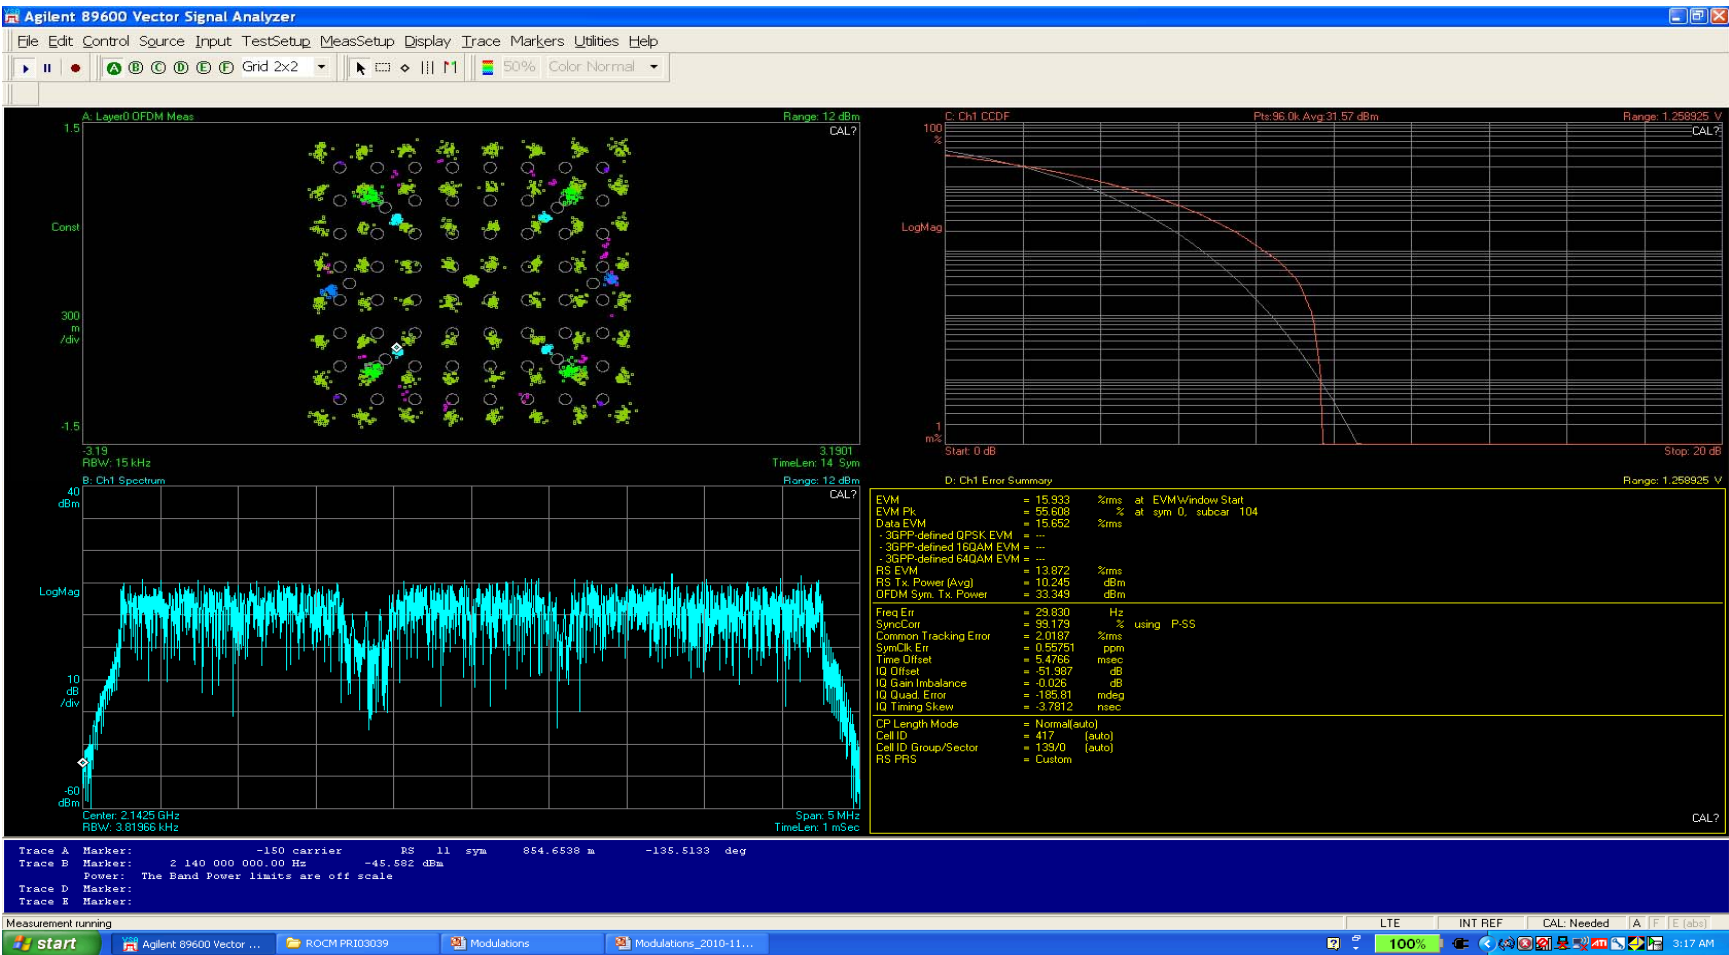 Agilent 89600 Vector Signal Analyzer
File Edit Control Source Input TestSetup MeasSetup Display Trace Markers Utilities Help
A B C D E F Grid 2x2 50% Color Normal
A: Layer0 OFDM Meas Range: 12 dBm
CAL?
1.5
Const
300
m
/div
-1.5
-3.19 3.1901
RBW: 15 kHz TimeLen: 14 Sym
C: Ch1 CCDF Pts:96.0k Avg:31.57 dBm Range: 1.258925 V
CAL?
100
%
LogMag
1
m%
Start: 0 dB Stop: 20 dB
B: Ch1 Spectrum Range: 12 dBm
CAL?
40
dBm
LogMag
10
dB
/div
-60
dBm
Center: 2.1425 GHz Span: 5 MHz
RBW: 3.81966 kHz TimeLen: 1 mSec
D: Ch1 Error Summary Range: 1.258925 V
EVM = 15.933 %rms at EVMWindow Start
EVM Pk = 55.608 % at sym 0, subcar 104
Data EVM = 15.652 %rms
- 3GPP-defined QPSK EVM = ---
- 3GPP-defined 16QAM EVM = ---
- 3GPP-defined 64QAM EVM = ---
RS EVM = 13.872 %rms
RS Tx. Power (Avg) = 10.245 dBm
OFDM Sym. Tx. Power = 33.349 dBm
Freq Err = 29.830 Hz
SyncCorr = 99.179 % using P-SS
Common Tracking Error = 2.0187 %rms
SymClk Err = 0.55751 ppm
Time Offset = 5.4766 msec
IQ Offset = -51.987 dB
IQ Gain Imbalance = -0.026 dB
IQ Quad. Error = -185.81 mdeg
IQ Timing Skew = -3.7812 nsec
CP Length Mode = Normal(auto)
Cell ID = 417 (auto)
Cell ID Group/Sector = 139/0 (auto)
RS PRS = Custom
CAL?
Trace A Marker: -150 carrier RS 11 sym 854.6538 m -135.5133 deg
Trace B Marker: 2 140 000 000.00 Hz -45.582 dBm
Power: The Band Power limits are off scale
Trace D Marker:
Trace E Marker:
Measurement running LTE INT REF CAL: Needed A F E (abs)
start Agilent 89600 Vector ... ROCM PRI03039 Modulations Modulations_2010-11... 100% 3:17 AM